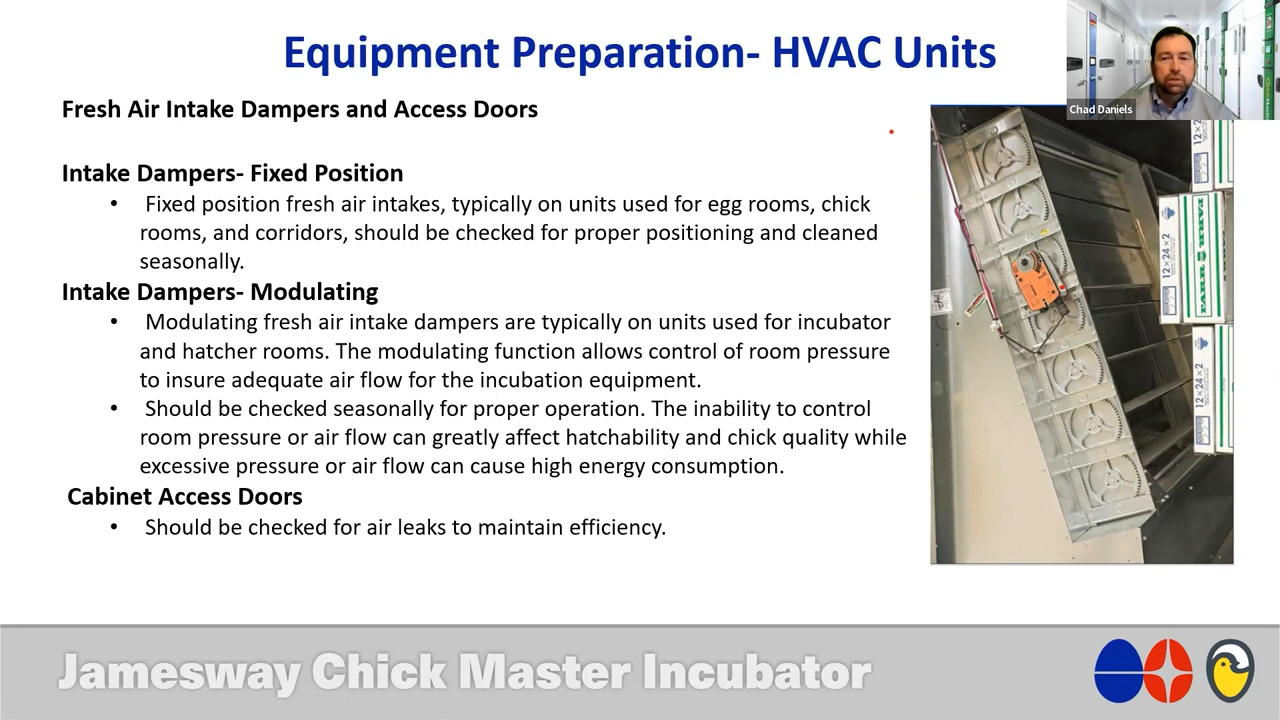 Equipment Preparation- HVAC Units
Chad Daniels
Fresh Air Intake Dampers and Access Doors
Intake Dampers- Fixed Position
• Fixed position fresh air intakes, typically on units used for egg rooms, chick
rooms, and corridors, should be checked for proper positioning and cleaned
seasonally.
Intake Dampers- Modulating
• Modulating fresh air intake dampers are typically on units used for incubator
and hatcher rooms. The modulating function allows control of room pressure
to insure adequate air flow for the incubation equipment.
• Should be checked seasonally for proper operation. The inability to control
room pressure or air flow can greatly affect hatchability and chick quality while
excessive pressure or air flow can cause high energy consumption.
Cabinet Access Doors
• Should be checked for air leaks to maintain efficiency.
12×24×2
FARR
12×24×2
Jamesway Chick Master Incubator